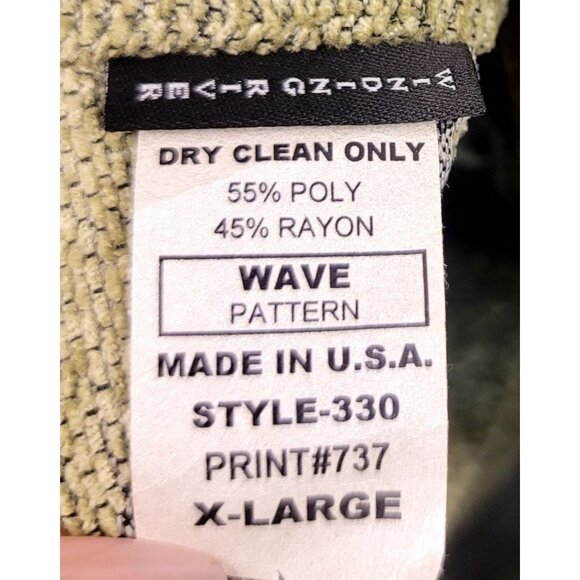 WINDING RIVER
DRY CLEAN ONLY
55% POLY
45% RAYON
WAVE
PATTERN
MADE IN U.S.A.
STYLE-330
PRINT#737
X-LARGE